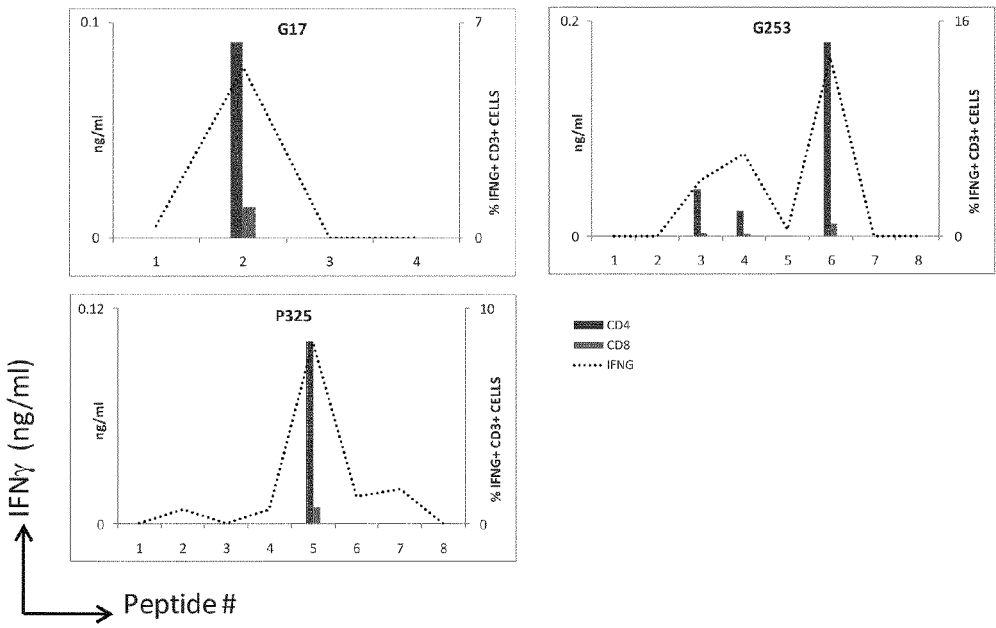 G17
0.1
7
ng/ml
% IFNG+ CD3+ CELLS
0
0
1 2 3 4
G253
0.2
16
ng/ml
% IFNG+ CD3+ CELLS
0
0
1 2 3 4 5 6 7 8
P325
0.12
10
ng/ml
% IFNG+ CD3+ CELLS
0
0
1 2 3 4 5 6 7 8
CD4
CD8
IFNG
IFNγ (ng/ml)
Peptide #